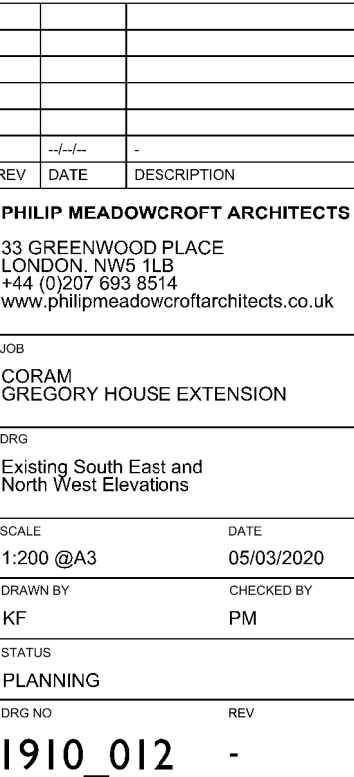 --/--/-- -
REV DATE DESCRIPTION
PHILIP MEADOWCROFT ARCHITECTS
33 GREENWOOD PLACE
LONDON. NW5 1LB
+44 (0)207 693 8514
www.philipmeadowcroftarchitects.co.uk
JOB
CORAM
GREGORY HOUSE EXTENSION
DRG
Existing South East and
North West Elevations
SCALE DATE
1:200 @A3 05/03/2020
DRAWN BY CHECKED BY
KF PM
STATUS
PLANNING
DRG NO REV
1910_012 -